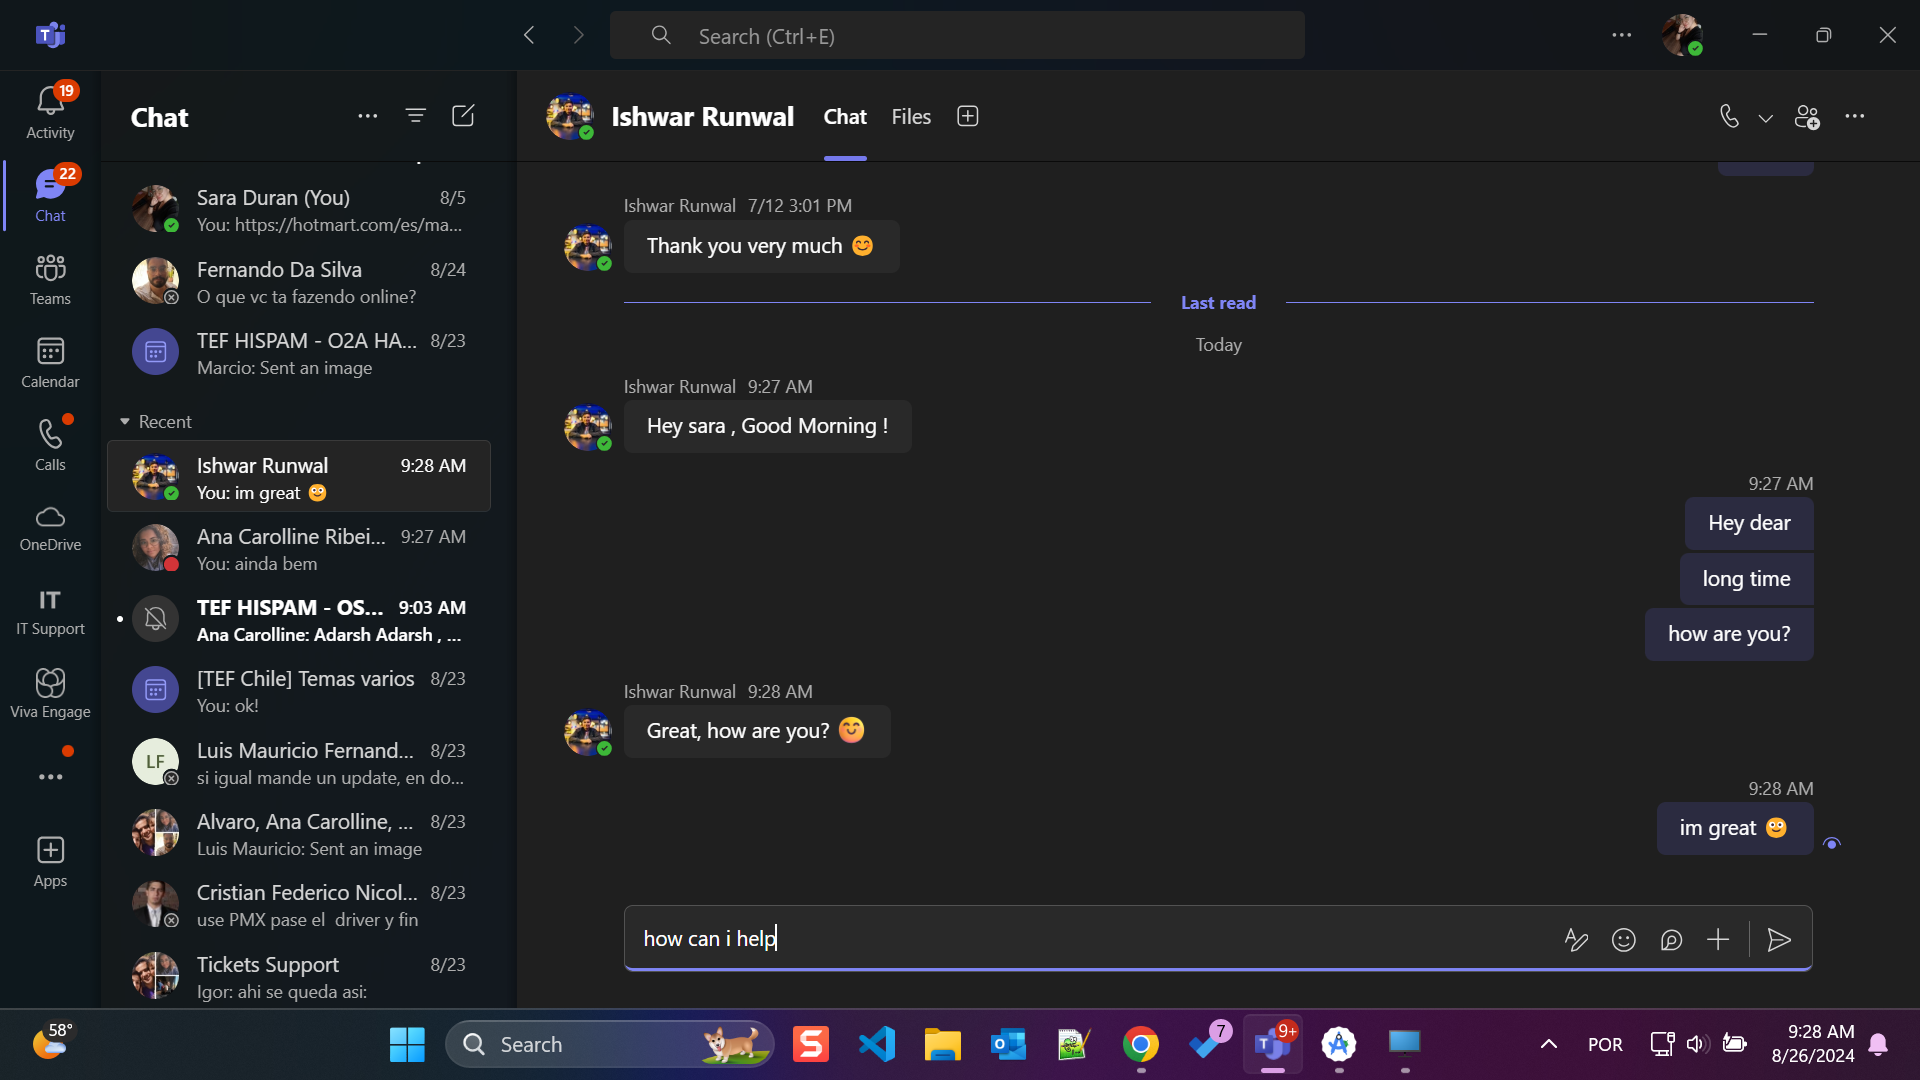 Search (Ctrl+E)
19
Activity
22
Chat
Teams
Calendar
Calls
OneDrive
IT
IT Support
Viva Engage
Apps
Chat
Sara Duran (You) 8/5
You: https://hotmart.com/es/ma...
Fernando Da Silva 8/24
O que vc ta fazendo online?
TEF HISPAM - O2A HA... 8/23
Marcio: Sent an image
Recent
Ishwar Runwal 9:28 AM
You: im great 🙂
Ana Carolline Ribei... 9:27 AM
You: ainda bem
TEF HISPAM - OS... 9:03 AM
Ana Carolline: Adarsh Adarsh , ...
[TEF Chile] Temas varios 8/23
You: ok!
LF
Luis Mauricio Fernand... 8/23
si igual mande un update, en do...
Alvaro, Ana Carolline, ... 8/23
Luis Mauricio: Sent an image
Cristian Federico Nicol... 8/23
use PMX pase el driver y fin
Tickets Support 8/23
Igor: ahi se queda asi:
Ishwar Runwal Chat Files
Ishwar Runwal 7/12 3:01 PM
Thank you very much 😊
Last read
Today
Ishwar Runwal 9:27 AM
Hey sara , Good Morning !
9:27 AM
Hey dear
long time
how are you?
Ishwar Runwal 9:28 AM
Great, how are you? 😊
9:28 AM
im great 🙂
how can i help
58°
Search
7
9+
POR
9:28 AM
8/26/2024